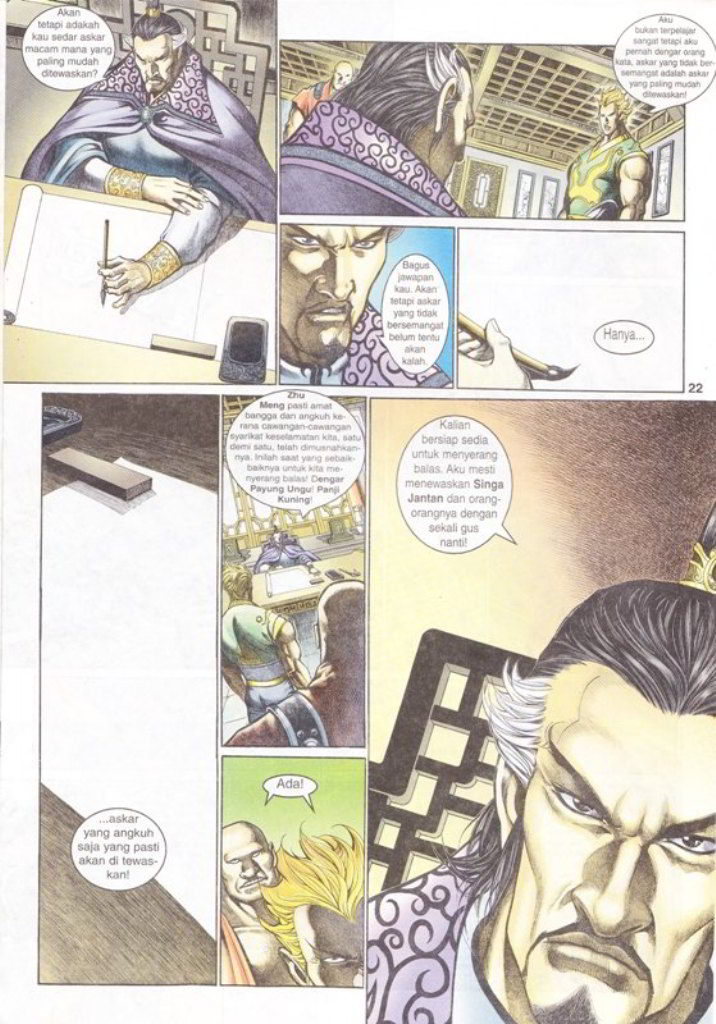 Akan
tetapi adakah
kau sedar askar
macam mana yang
paling mudah
ditewaskan?
Aku
bukan terpelajar
sangat tetapi aku
pernah dengar orang
kata, askar yang tidak ber-
semangat adalah askar
yang paling mudah
ditewaskan!
Bagus
jawapan
kau. Akan
tetapi askar
yang tidak
bersemangat
belum tentu
akan
kalah.
Hanya...
22
...askar
yang angkuh
saja yang pasti
akan di tewas-
kan!
Zhu
Meng pasti amat
bangga dan angkuh ke-
rana cawangan-cawangan
syarikat keselamatan kita, satu
demi satu, telah dimusnahkan-
nya. Inilah saat yang sebaik-
baiknya untuk kita me-
nyerang balas! Dengar
Payung Ungu! Panji
Kuning!
Ada!
Kalian
bersiap sedia
untuk menyerang
balas. Aku mesti
menewaskan Singa
Jantan dan orang-
orangnya dengan
sekali gus
nanti!